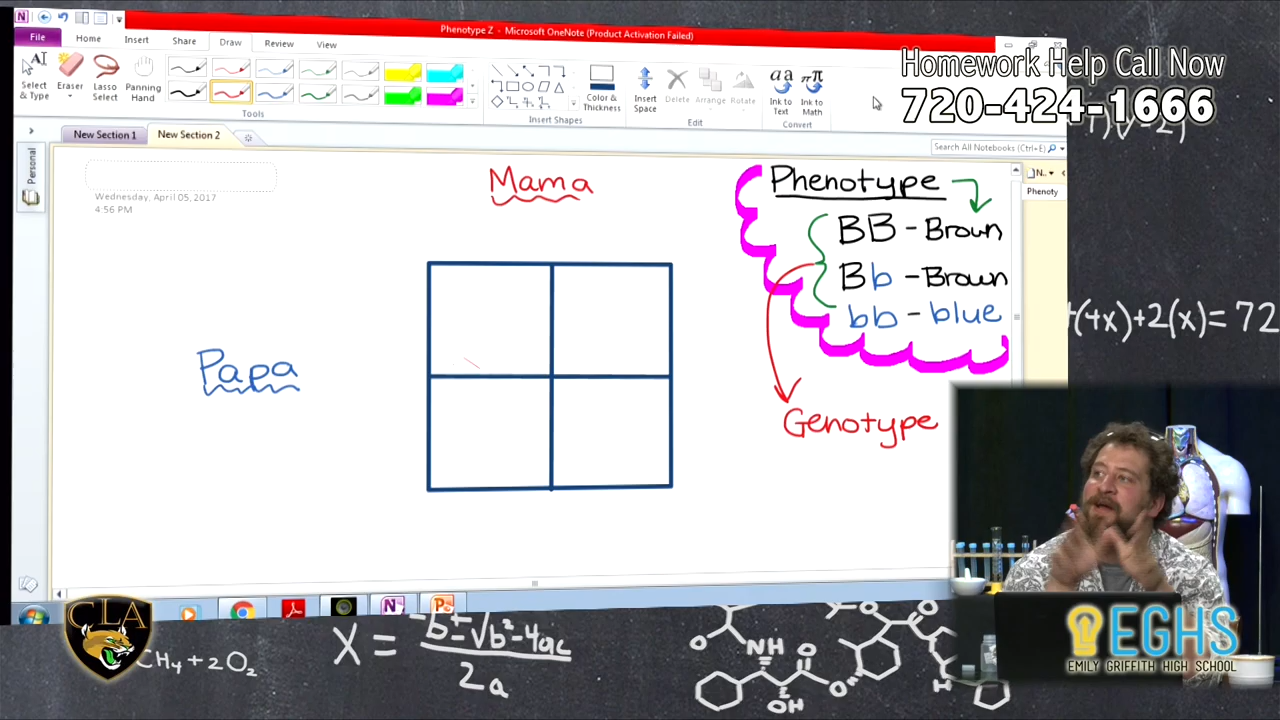 Phenotype Z - Microsoft OneNote (Product Activation Failed)
File Home Insert Share Draw Review View
Select & Type
Eraser
Lasso Select
Panning Hand
Color & Thickness
Insert Space
Delete
Arrange
Rotate
Ink to Text
Ink to Math
Tools
Insert Shapes
Edit
Convert
Homework Help Call Now
720-424-1666
New Section 1
New Section 2
Search All Notebooks (Ctrl+E)
Personal
N..
Phenoty
Wednesday, April 05, 2017
4:56 PM
Mama
Papa
Phenotype
BB - Brown
Bb - Brown
bb - blue
Genotype
(4x)+2(x)=72
CLA
CH4 + 2O2
X = -b±√b²-4ac
2a
NH
O
OH
O
O
O
H
EGHS
EMILY GRIFFITH HIGH SCHOOL